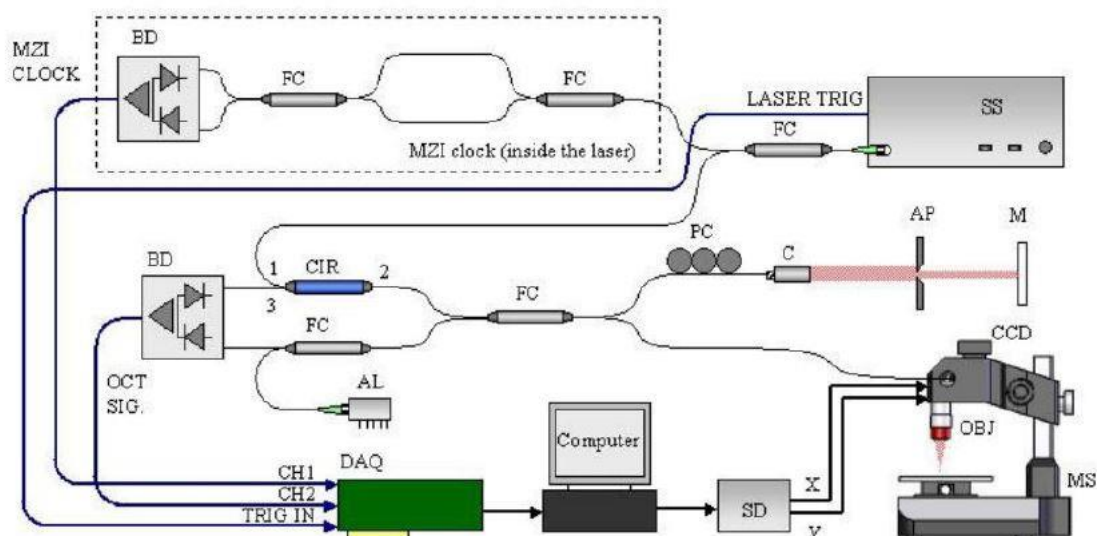 BD
MZI
CLOCK
FC
FC
MZI clock (inside the laser)
LASER TRIG
FC
SS
BD
1
CIR
2
3
FC
FC
PC
C
AP
M
OCT
SIG.
AL
CCD
OBJ
MS
Computer
DAQ
CH1
CH2
TRIG IN
SD
X
Y